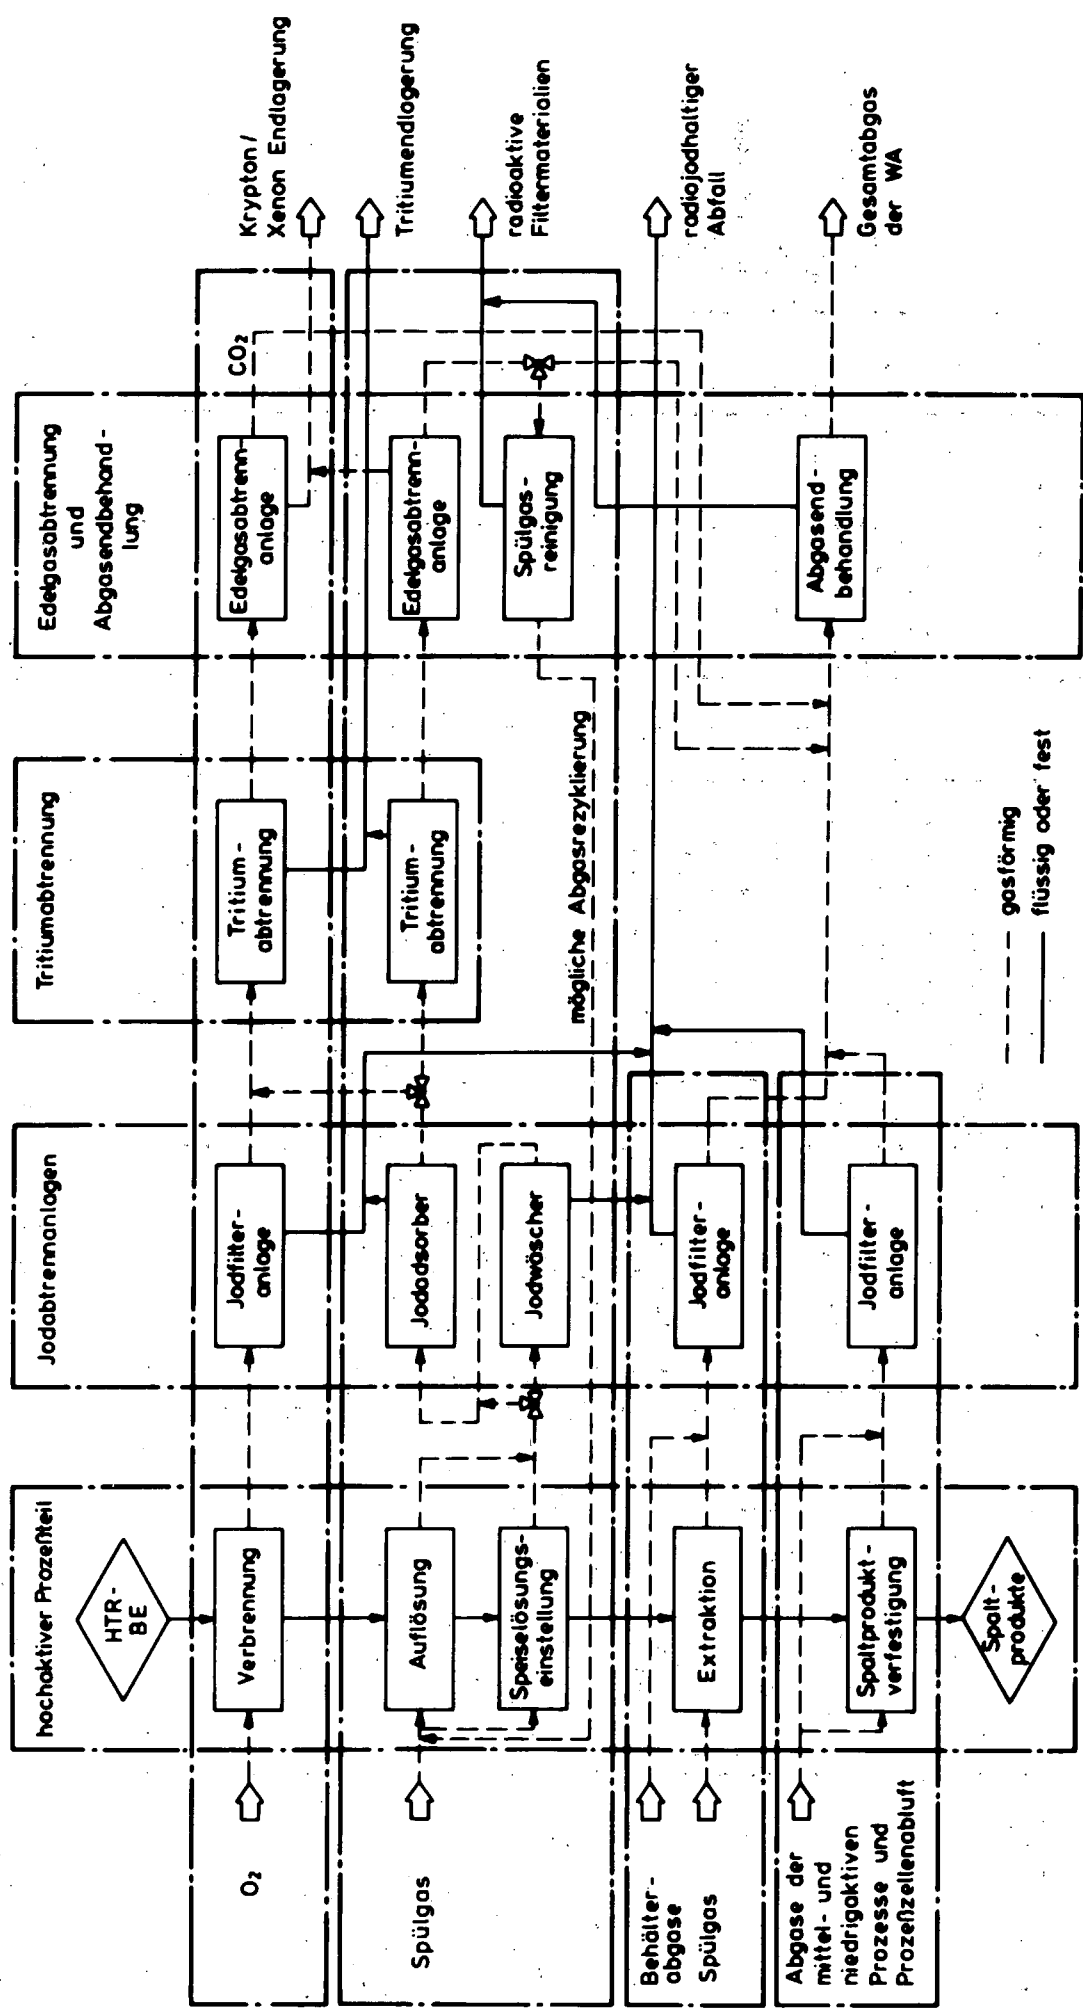 O₂
Spülgas
Behälter-
abgase
Spülgas
Abgase der
mittel- und
niedrigaktiven
Prozesse und
Prozeßzellenabluft
hochaktiver Prozeßteil
HTR-
BE
Verbrennung
Auflösung
Speiselösungs-
einstellung
Extraktion
Spaltprodukt-
verfestigung
Spalt-
produkte
Jodabtrennanlagen
Jodfilter-
anlage
Jodadsorber
Jodwäscher
Jodfilter-
anlage
Jodfilter-
anlage
Tritiumabtrennung
Tritium-
abtrennung
Tritium-
abtrennung
mögliche Abgasrezyklierung
gasförmig
flüssig oder fest
Edelgasabtrennung
und
Abgasendbehand-
lung
Edelgasabtrenn-
anlage
Edelgasabtrenn-
anlage
Spülgas-
reinigung
Abgasend-
behandlung
CO₂
Krypton/
Xenon Endlagerung
Tritiumendlagerung
radioaktive
Filtermaterialien
radiojodhaltiger
Abfall
Gesamtabgas
der WA